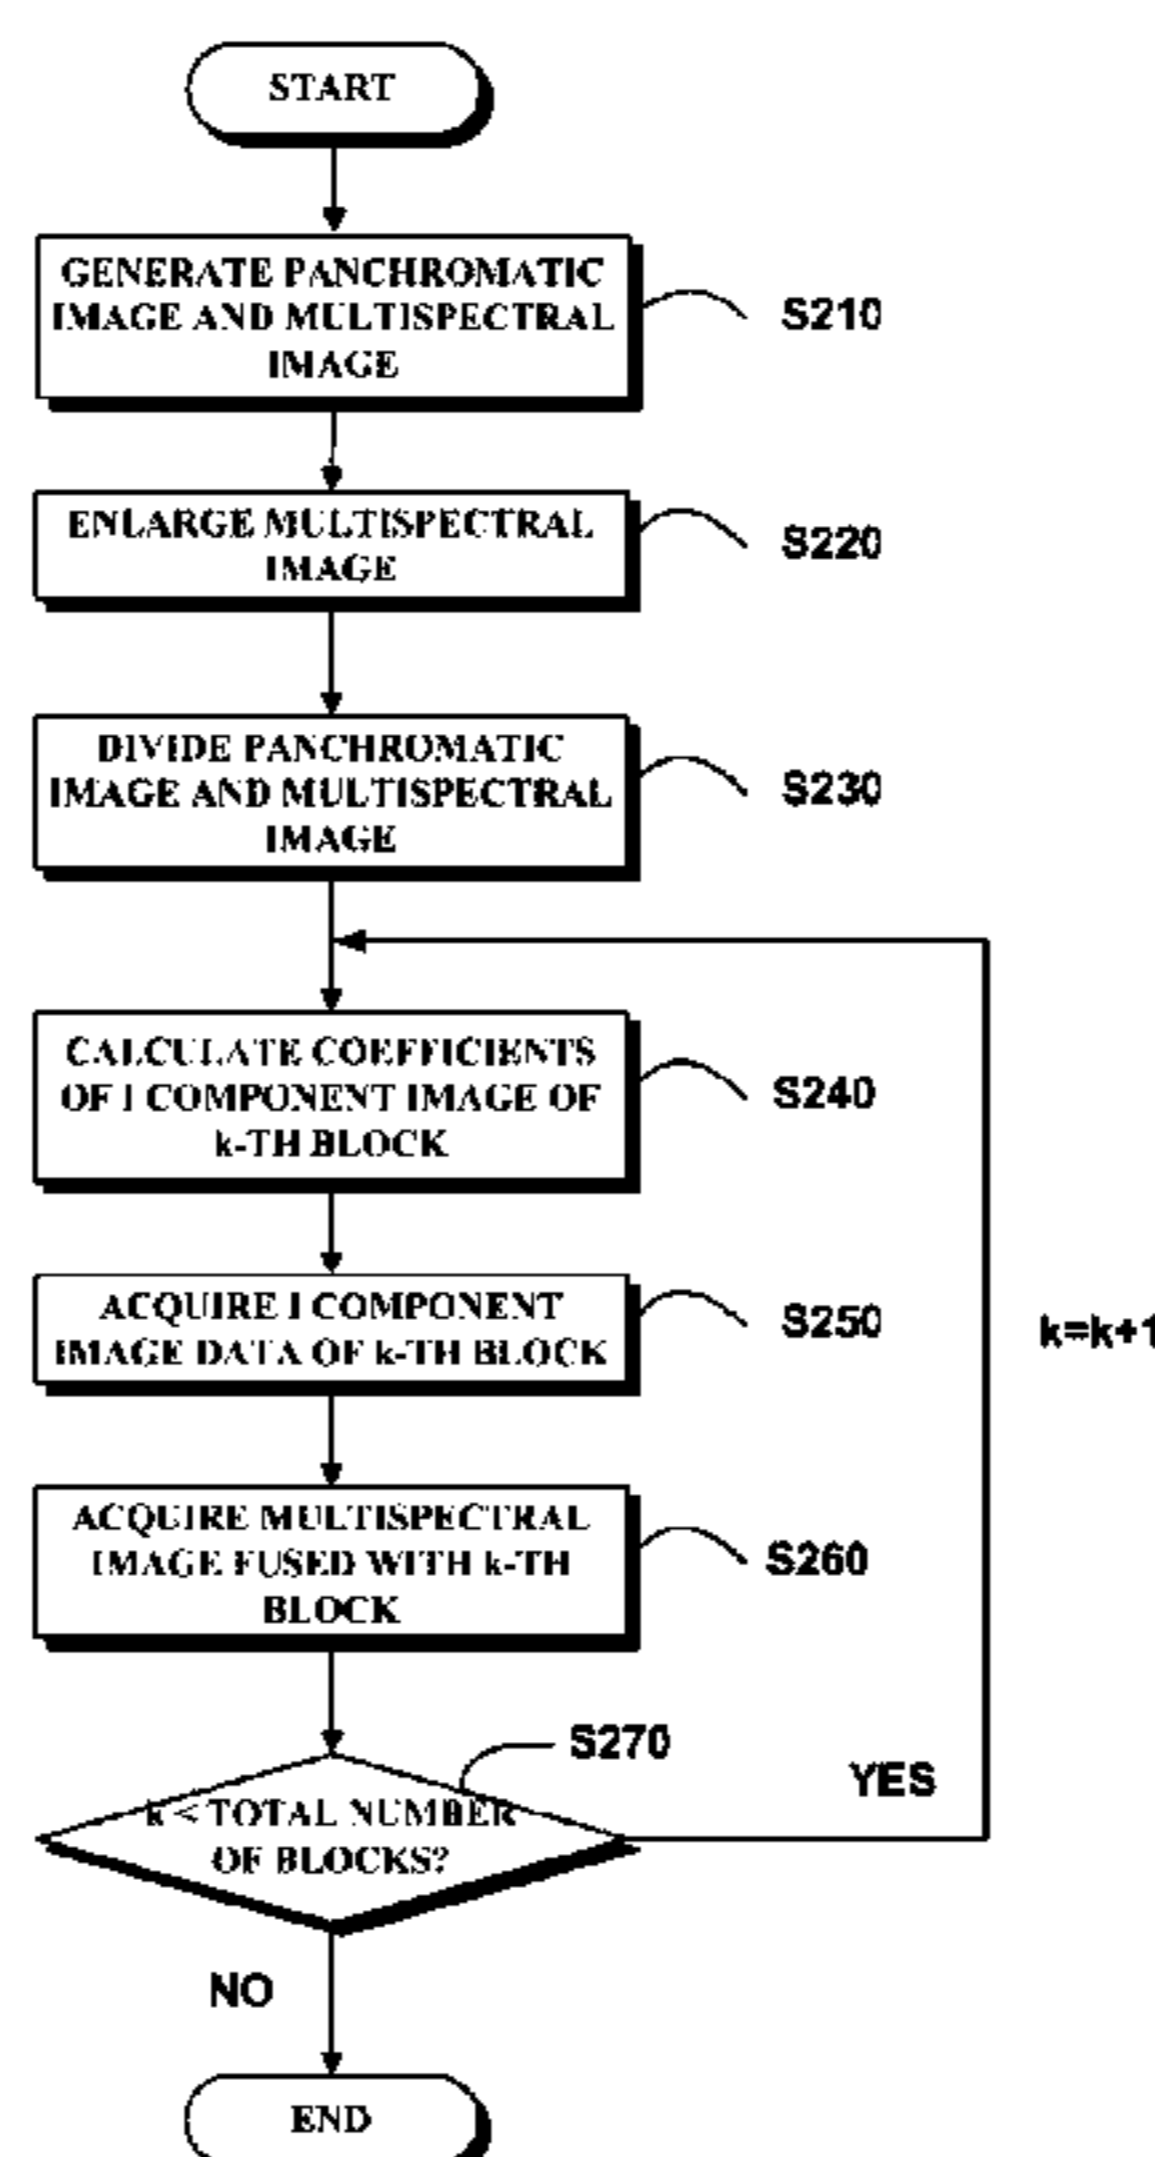 START
GENERATE PANCHROMATIC
IMAGE AND MULTISPECTRAL
IMAGE
S210
ENLARGE MULTISPECTRAL
IMAGE
S220
DIVIDE PANCHROMATIC
IMAGE AND MULTISPECTRAL
IMAGE
S230
CALCULATE COEFFICIENTS
OF I COMPONENT IMAGE OF
k-TH BLOCK
S240
ACQUIRE I COMPONENT
IMAGE DATA OF k-TH BLOCK
S250
k=k+1
ACQUIRE MULTISPECTRAL
IMAGE FUSED WITH k-TH
BLOCK
S260
S270
YES
k < TOTAL NUMBER
OF BLOCKS?
NO
END